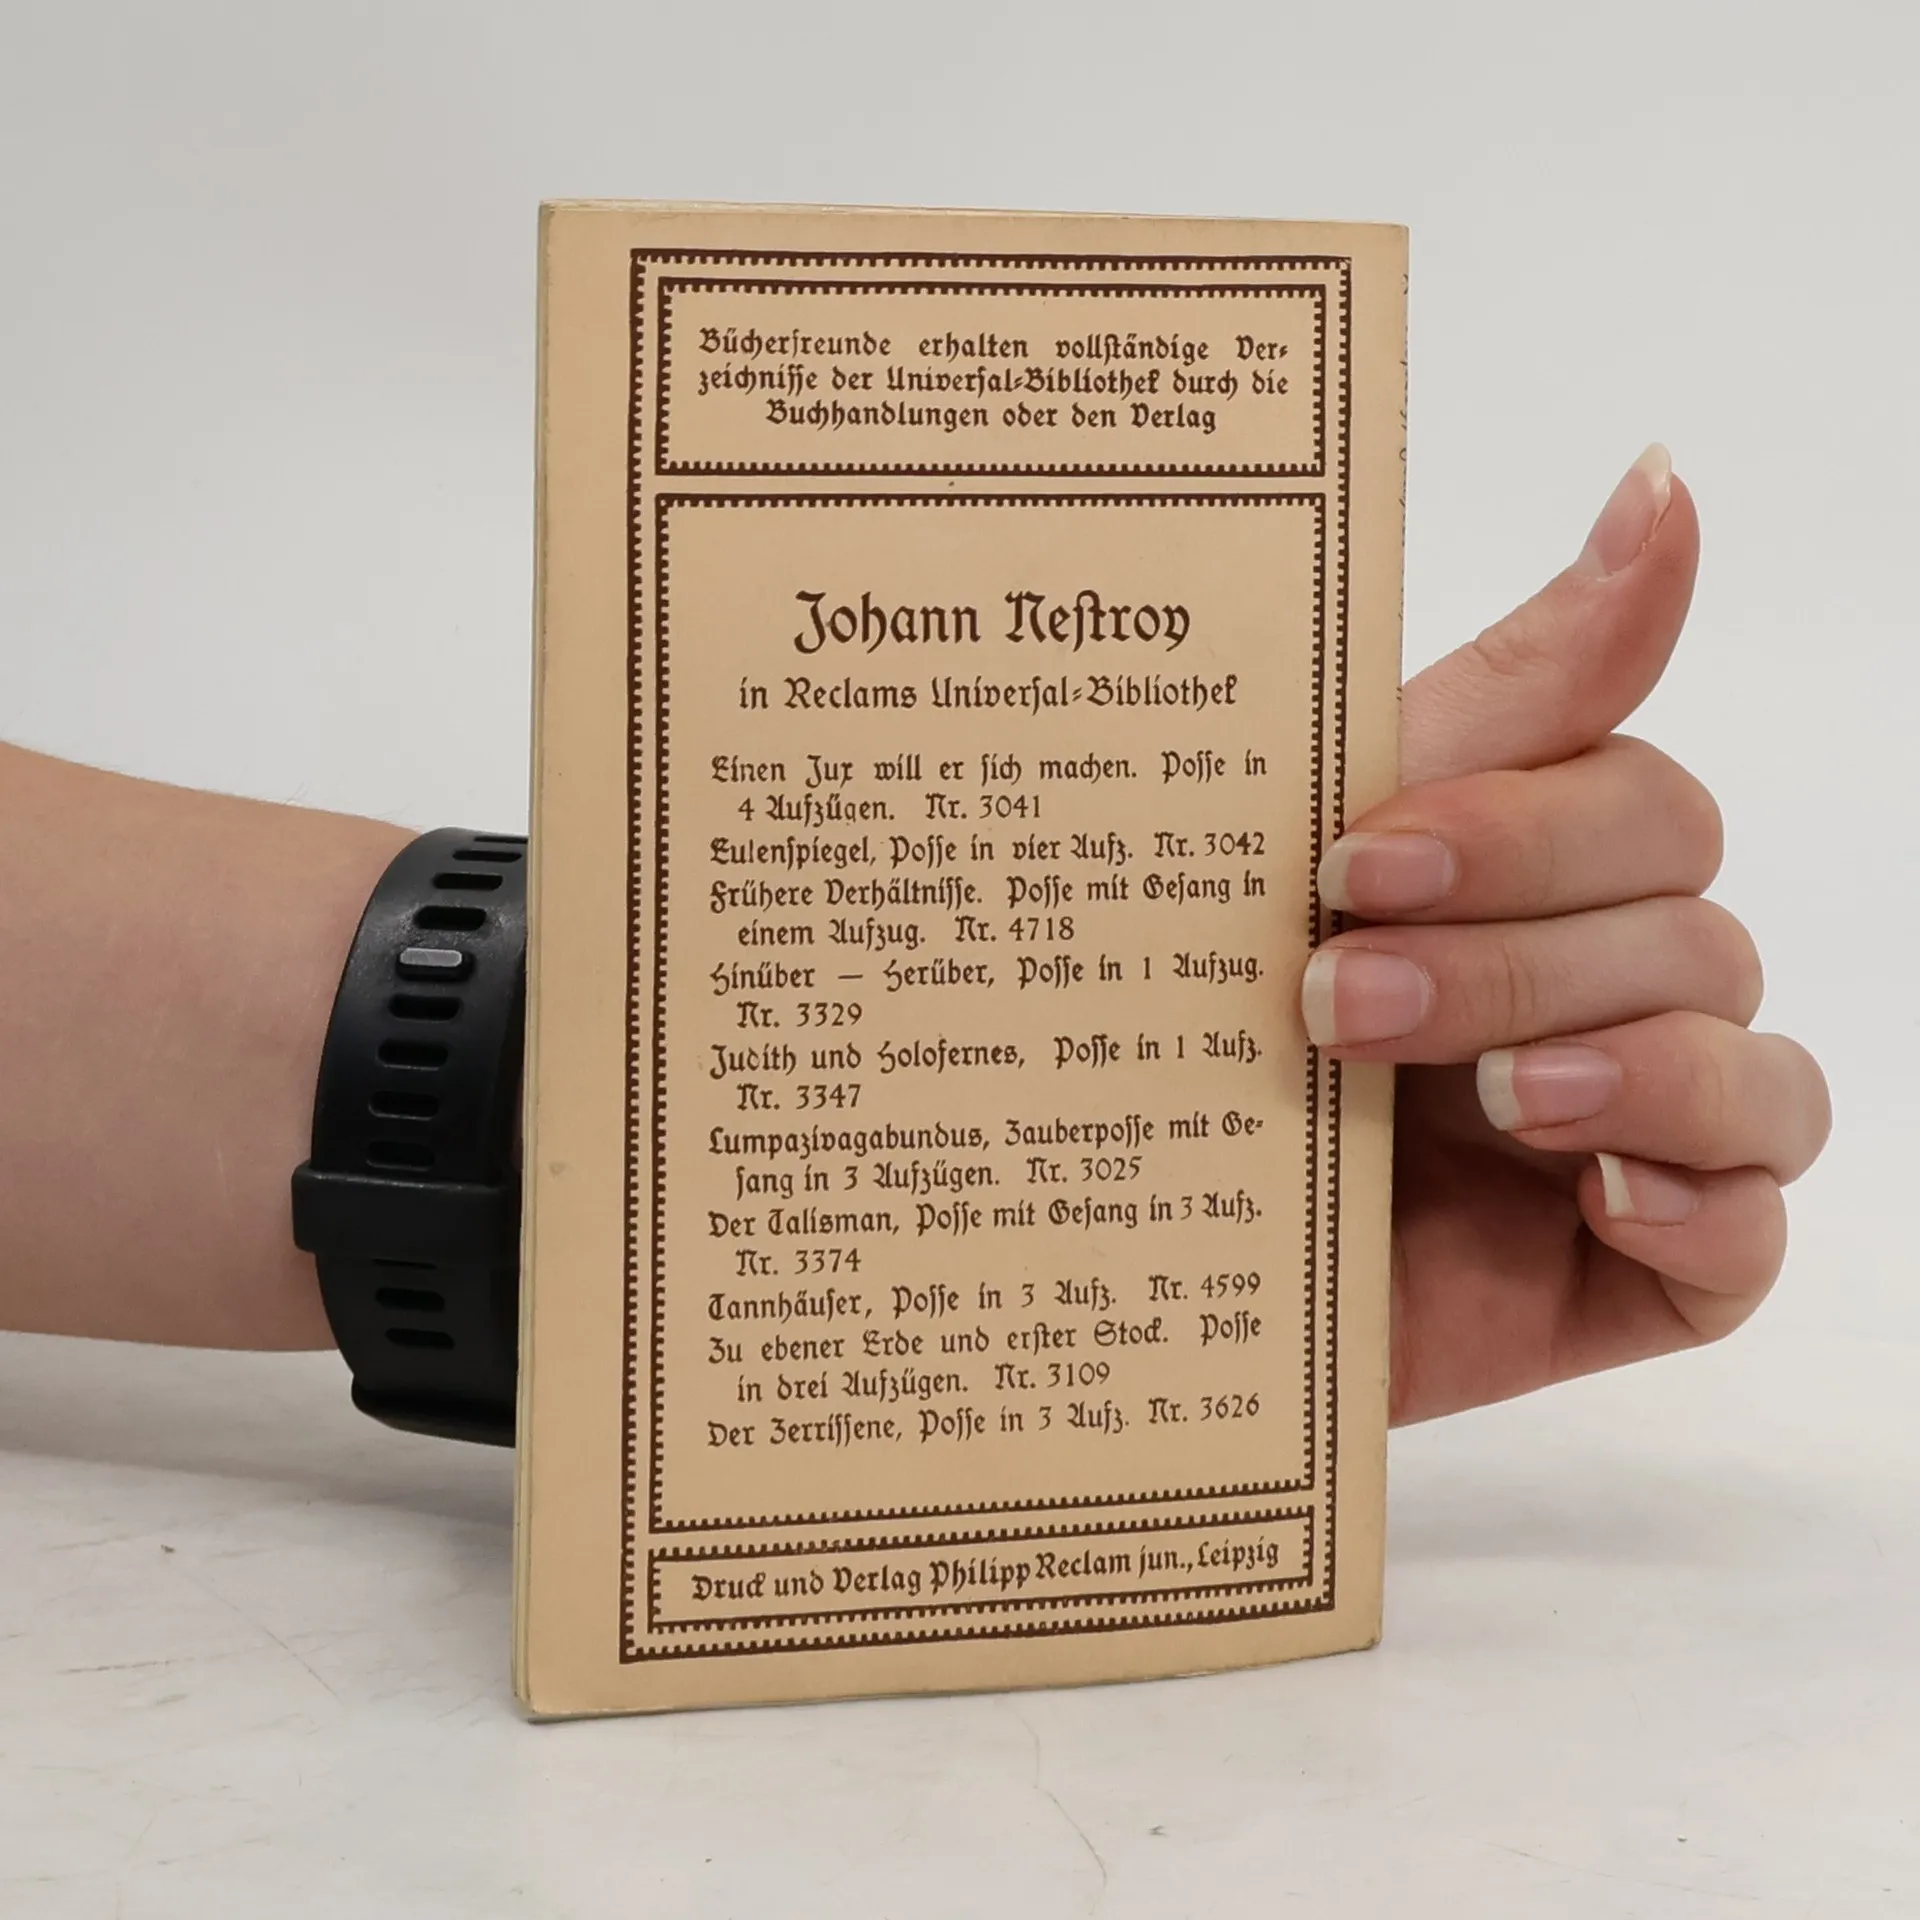 Bücherfreunde erhalten vollständige Ver-
zeichnisse der Universal-Bibliothek durch die
Buchhandlungen oder den Verlag
Johann Nestroy
in Reclams Universal-Bibliothek
Einen Jux will er sich machen. Posse in
4 Aufzügen. Nr. 3041
Eulenspiegel, Posse in vier Aufz. Nr. 3042
Frühere Verhältnisse. Posse mit Gesang in
einem Aufzug. Nr. 4718
Hinüber — Herüber, Posse in 1 Aufzug.
Nr. 3329
Judith und Holofernes, Posse in 1 Aufz.
Nr. 3347
Lumpazivagabundus, Zauberposse mit Ge-
sang in 3 Aufzügen. Nr. 3025
Der Talisman, Posse mit Gesang in 3 Aufz.
Nr. 3374
Tannhäuser, Posse in 3 Aufz. Nr. 4599
Zu ebener Erde und erster Stock. Posse
in drei Aufzügen. Nr. 3109
Der Zerrissene, Posse in 3 Aufz. Nr. 3626
Druck und Verlag Philipp Reclam jun., Leipzig